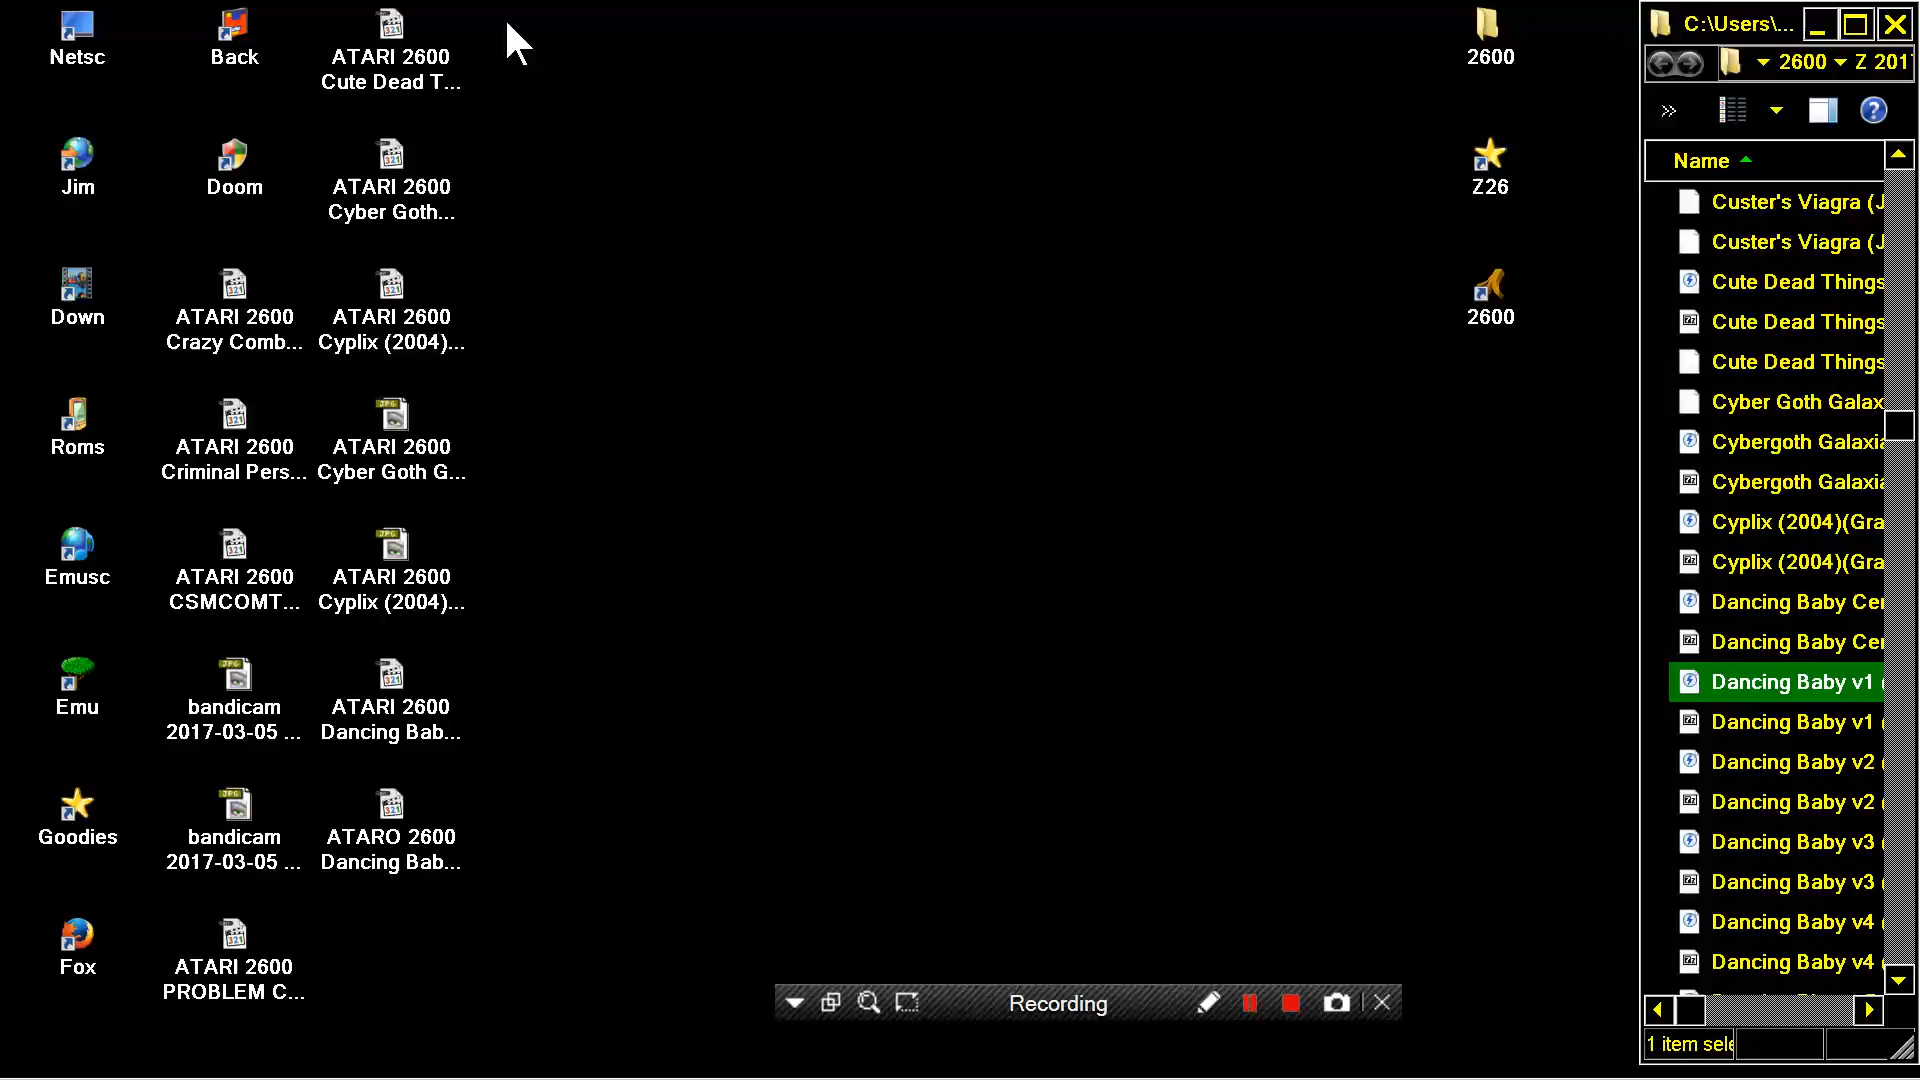 Netsc
Back
ATARI 2600
Cute Dead T...
Jim
Doom
ATARI 2600
Cyber Goth...
Down
ATARI 2600
Crazy Comb...
ATARI 2600
Cyplix (2004)...
Roms
ATARI 2600
Criminal Pers...
ATARI 2600
Cyber Goth G...
Emusc
ATARI 2600
CSMCOMT...
ATARI 2600
Cyplix (2004)...
Emu
bandicam
2017-03-05 ...
ATARI 2600
Dancing Bab...
Goodies
bandicam
2017-03-05 ...
ATARO 2600
Dancing Bab...
Fox
ATARI 2600
PROBLEM C...
2600
Z26
2600
Recording
C:\Users\...
2600 Z 201
Name
Custer's Viagra (J
Custer's Viagra (J
Cute Dead Things
Cute Dead Things
Cute Dead Things
Cyber Goth Galax
Cybergoth Galaxia
Cybergoth Galaxia
Cyplix (2004)(Gra
Cyplix (2004)(Gra
Dancing Baby Cer
Dancing Baby Cer
Dancing Baby v1 (
Dancing Baby v1 (
Dancing Baby v2 (
Dancing Baby v2 (
Dancing Baby v3 (
Dancing Baby v3 (
Dancing Baby v4 (
Dancing Baby v4 (
1 item sele